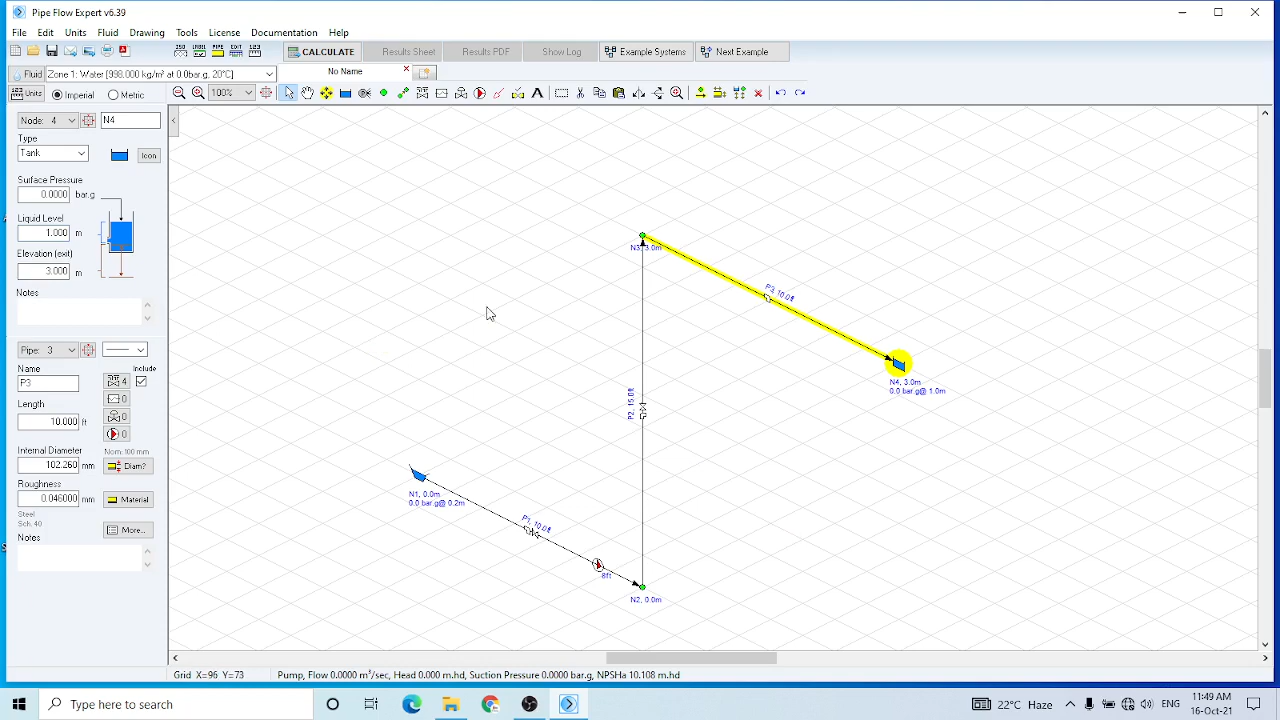 Pipe Flow Expert v6.39
File Edit Units Fluid Drawing Tools License Documentation Help
CALCULATE Results Sheet Results PDF Show Log Example Systems Next Example
Fluid Zone 1: Water [998.000 kg/m³ at 0.0bar.g, 20°C] No Name
Units Imperial Metric 100%
Node: 4 N4
Type
Tank Icon
Surface Pressure
0.0000 bar.g
Liquid Level
1.000 m
Elevation (exit)
3.000 m
Notes
Pipe: 3
Name Include
P3 4
0
Length 0
10.000 ft 0
Internal Diameter Nom: 100 mm
102.260 mm Diam?
Roughness
0.046000 mm Material
Steel
Sch. 40 More..
Notes
N3, 3.0m
P3, 10.0ft
N4, 3.0m
0.0 bar.g@ 1.0m
P2, 15.0ft
N1, 0.0m
0.0 bar.g@ 0.2m
P1, 10.0ft
8ft
N2, 0.0m
Grid X=96 Y=73 Pump, Flow 0.0000 m³/sec, Head 0.000 m.hd, Suction Pressure 0.0000 bar.g, NPSHa 10.108 m.hd
Type here to search 22°C Haze ENG 11:49 AM
16-Oct-21